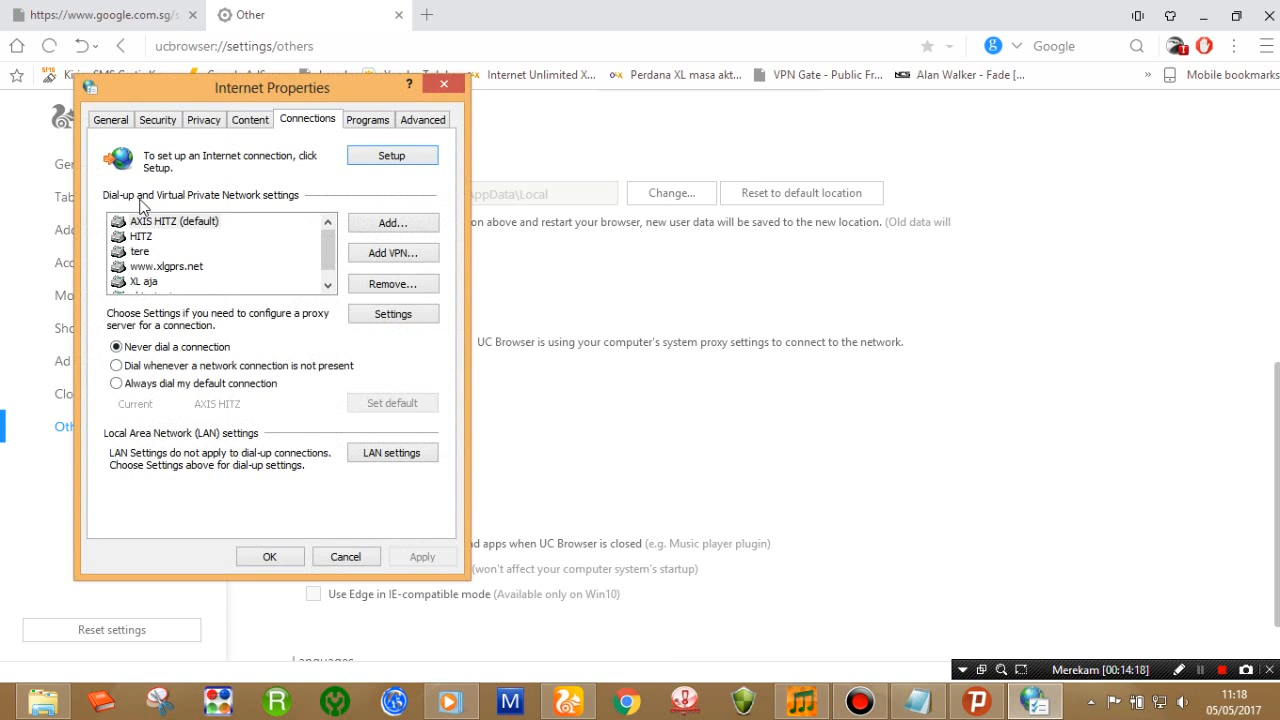 https://www.google.com.sg/s
Other
ucbrowser://settings/others
Google
Internet Unlimited X...
Perdana XL masa akt...
VPN Gate - Public Fr...
Alan Walker - Fade [...
»
Mobile bookmarks
Internet Properties
?
General
Security
Privacy
Content
Connections
Programs
Advanced
To set up an Internet connection, click
Setup.
Setup
Dial-up and Virtual Private Network settings
AXIS HITZ (default)
HITZ
tere
www.xlgprs.net
XL aja
Add...
Add VPN...
Remove...
Settings
Choose Settings if you need to configure a proxy
server for a connection.
Never dial a connection
Dial whenever a network connection is not present
Always dial my default connection
Current
AXIS HITZ
Set default
Local Area Network (LAN) settings
LAN Settings do not apply to dial-up connections.
Choose Settings above for dial-up settings.
LAN settings
OK
Cancel
Apply
AppData\Local
Change...
Reset to default location
on above and restart your browser, new user data will be saved to the new location. (Old data will
UC Browser is using your computer's system proxy settings to connect to the network.
apps when UC Browser is closed (e.g. Music player plugin)
(won't affect your computer system's startup)
Use Edge in IE-compatible mode (Available only on Win10)
Languages
Reset settings
Merekam [00:14:18]
11:18
05/05/2017